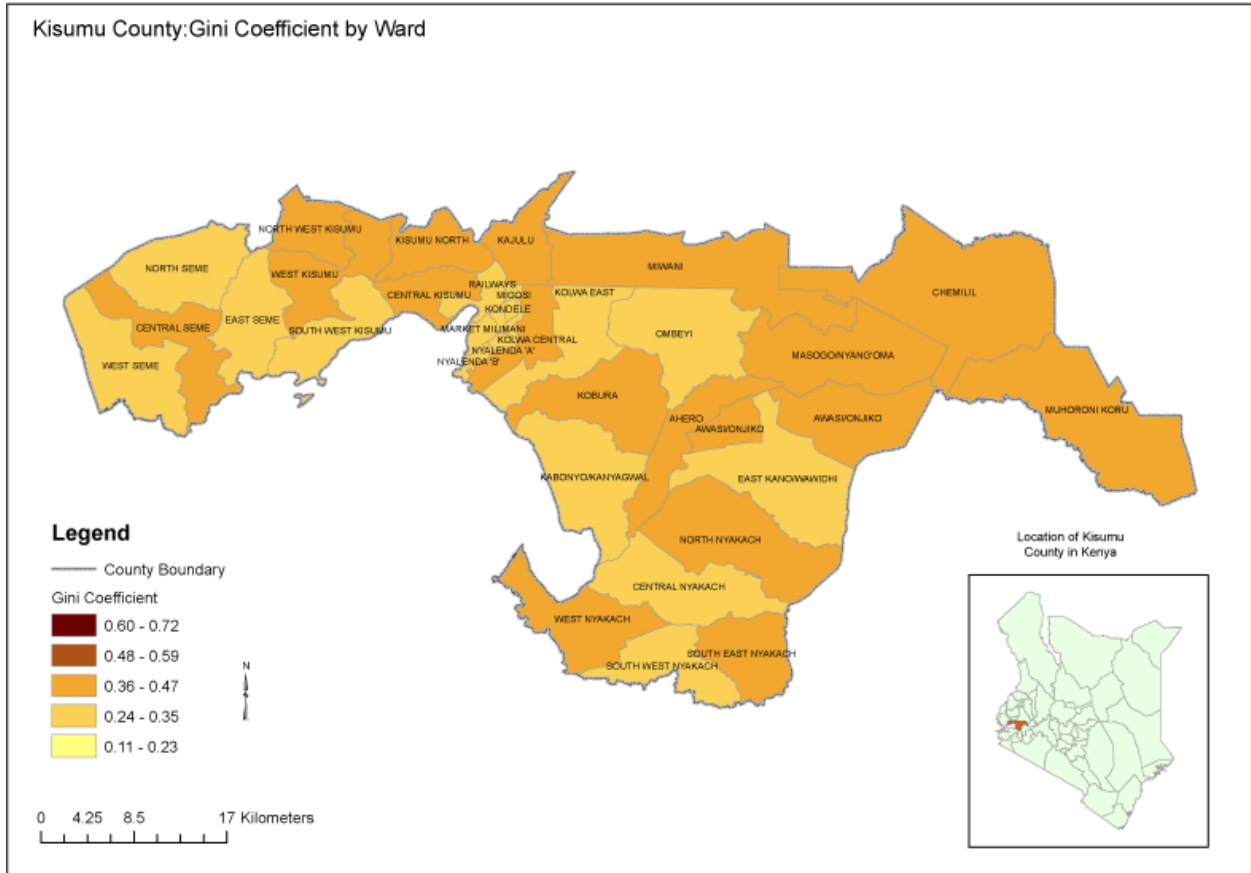 Kisumu County:Gini Coefficient by Ward
NORTH WEST KISUMU
KISUMU NORTH
KAJULU
NORTH SEME
WEST KISUMU
MIWANI
RAILWAYS
CENTRAL KISUMU
MIGOSI
KOLWA EAST
CHEMILIL
KONDELE
CENTRAL SEME
EAST SEME
SOUTH WEST KISUMU
MARKET MILIMANI
KOLWA CENTRAL
OMBEYI
NYALENDA 'A'
MASOGO/NYANG'OMA
WEST SEME
NYALENDA 'B'
KOBURA
MUHORONI KORU
AHERO
AWASI/ONJIKO
AWASI/ONJIKO
KABONYO/KANYAGWAL
EAST KANO/WAWIDHI
NORTH NYAKACH
CENTRAL NYAKACH
WEST NYAKACH
SOUTH EAST NYAKACH
SOUTH WEST NYAKACH
Legend
County Boundary
Gini Coefficient
0.60 - 0.72
0.48 - 0.59
0.36 - 0.47
0.24 - 0.35
0.11 - 0.23
N
0 4.25 8.5 17 Kilometers
Location of Kisumu
County in Kenya